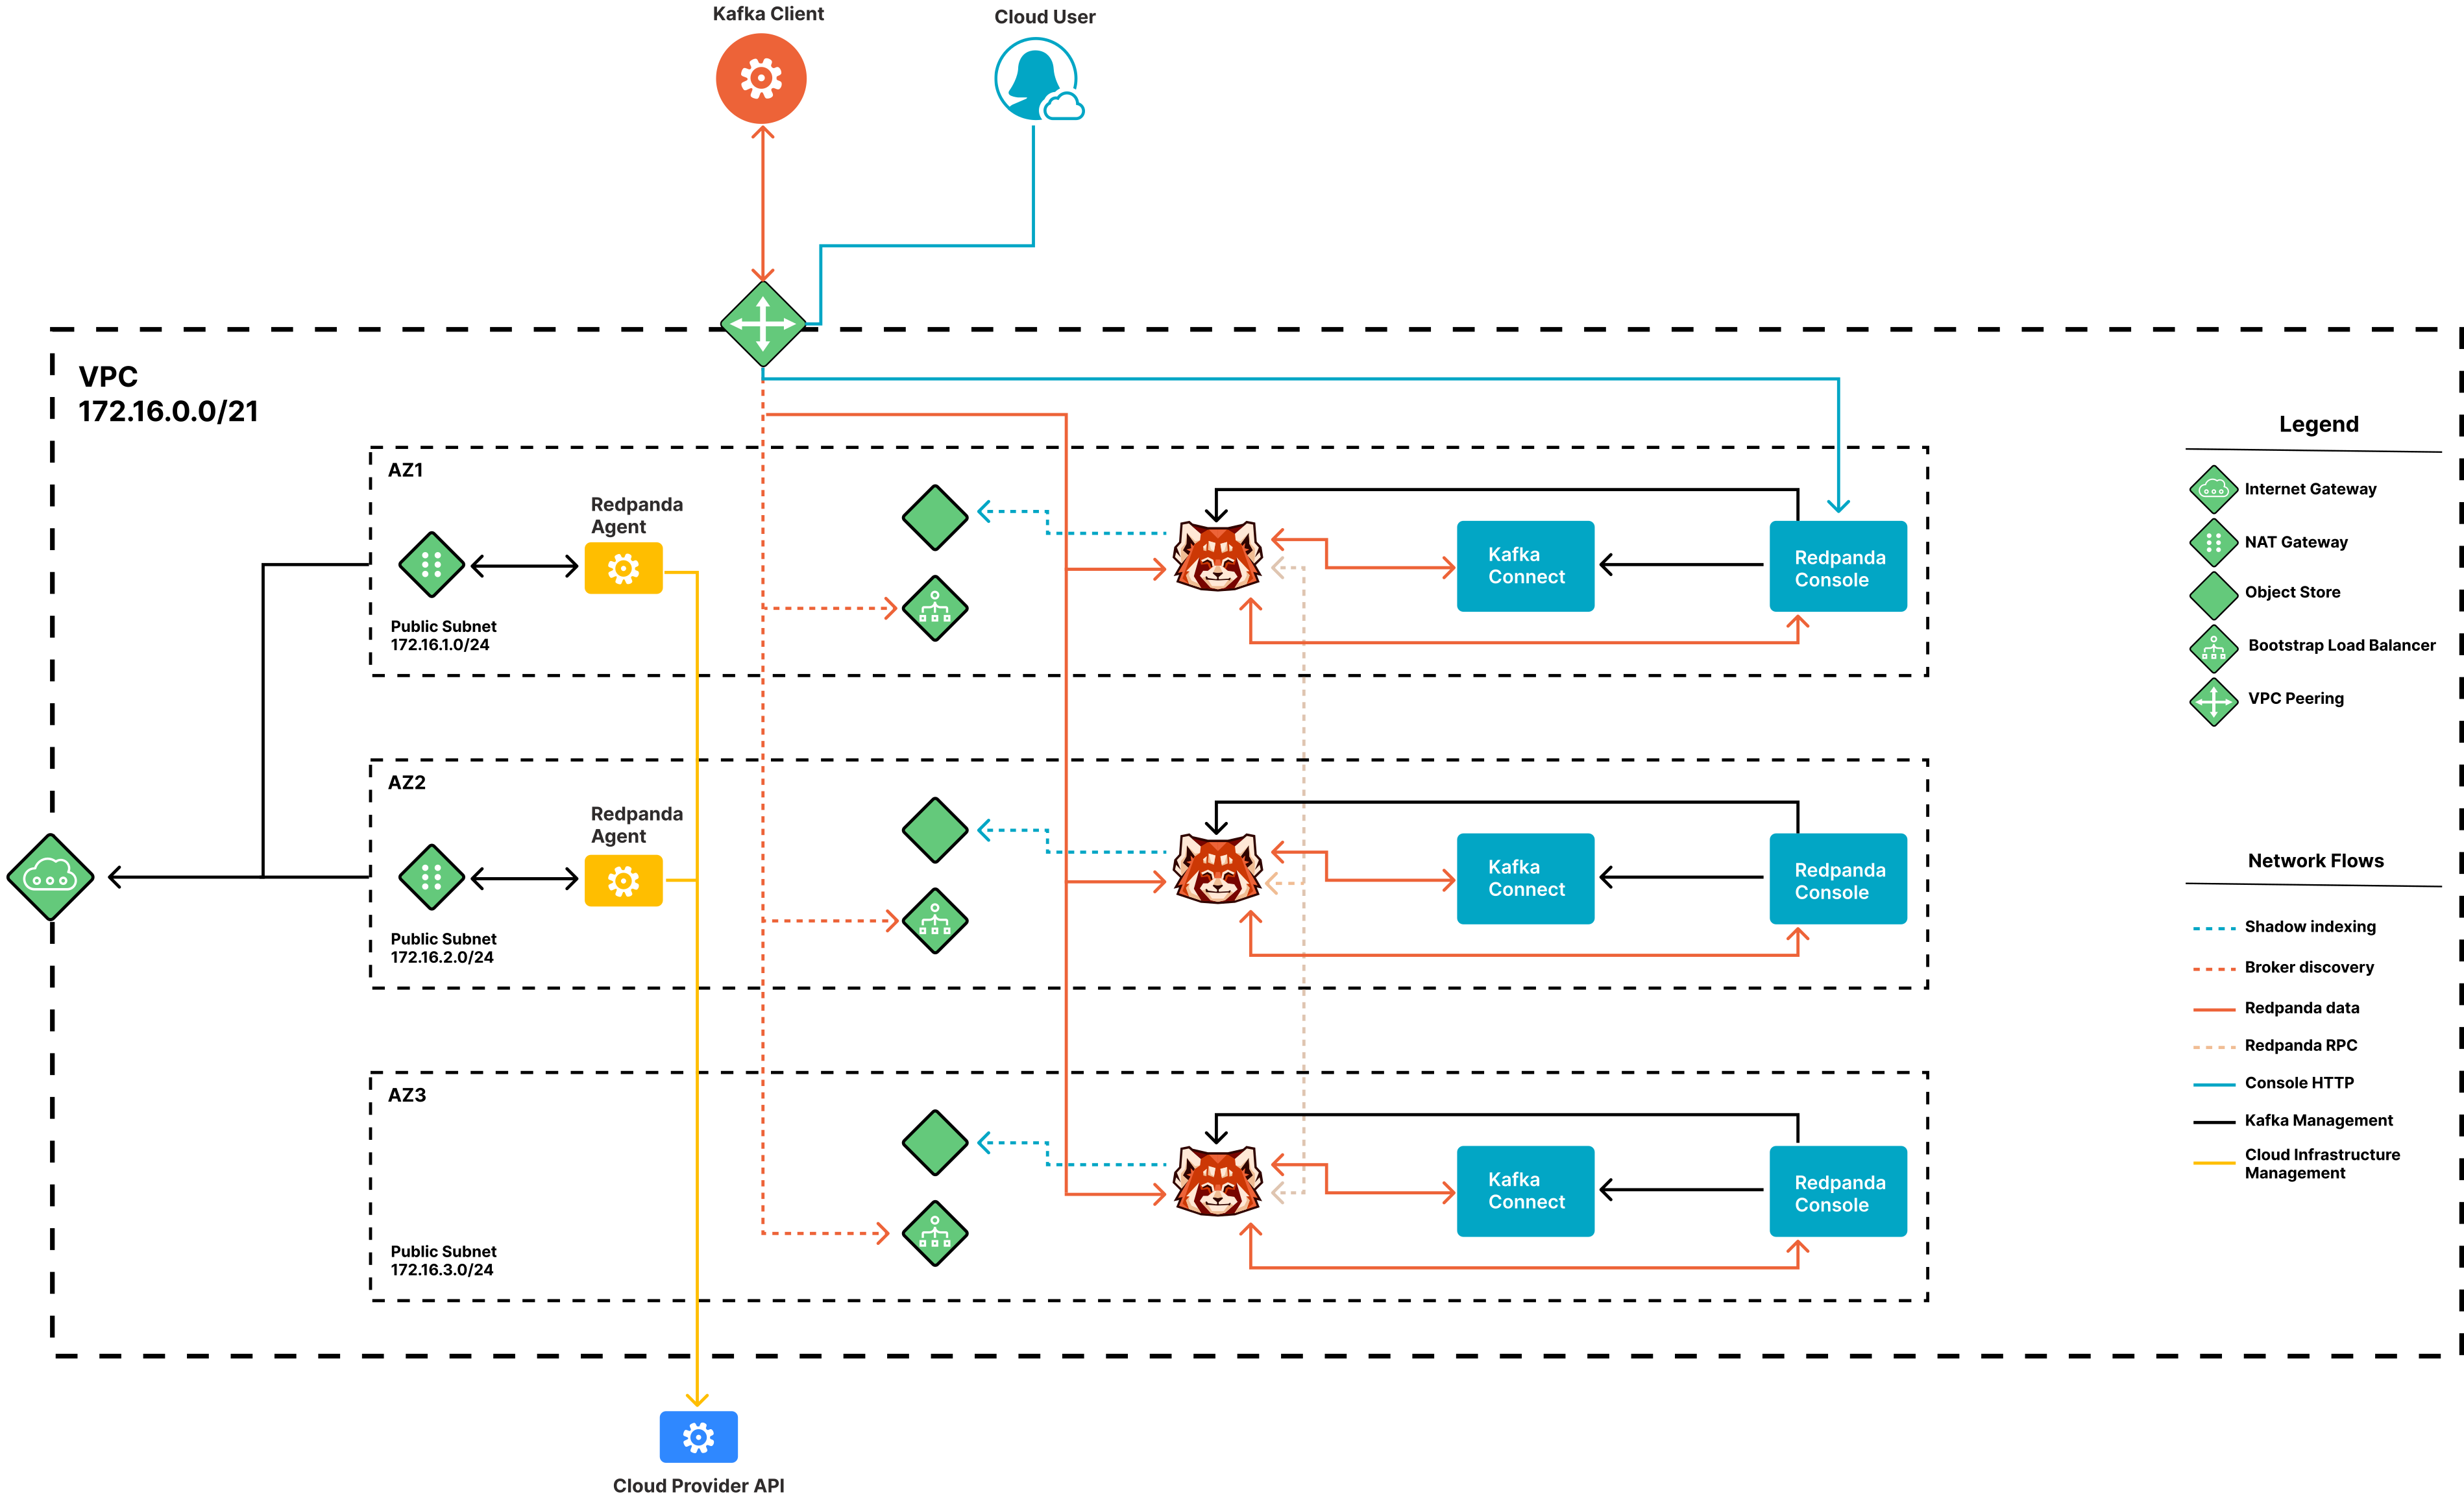 Kafka Client
Cloud User
VPC
172.16.0.0/21
AZ1
Redpanda
Agent
Public Subnet
172.16.1.0/24
Kafka
Connect
Redpanda
Console
AZ2
Redpanda
Agent
Public Subnet
172.16.2.0/24
Kafka
Connect
Redpanda
Console
AZ3
Public Subnet
172.16.3.0/24
Kafka
Connect
Redpanda
Console
Cloud Provider API
Legend
Internet Gateway
NAT Gateway
Object Store
Bootstrap Load Balancer
VPC Peering
Network Flows
Shadow indexing
Broker discovery
Redpanda data
Redpanda RPC
Console HTTP
Kafka Management
Cloud Infrastructure
Management